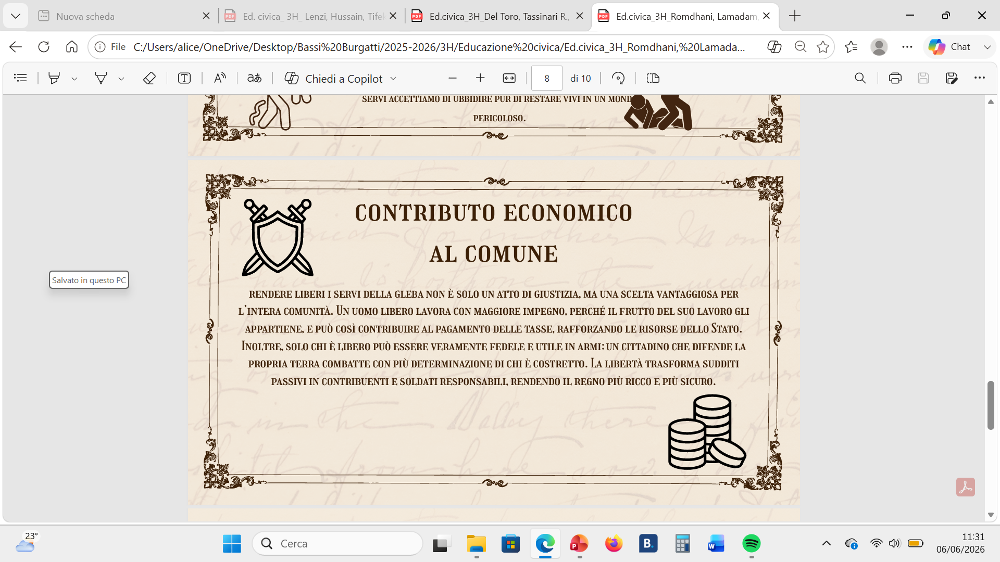 Nuova scheda
Ed. civica_ 3H_ Lenzi, Hussain, Tifek
Ed.civica_3H_Del Toro, Tassinari R.,
Ed.civica_3H_Romdhani, Lamadam,
File
C:/Users/alice/OneDrive/Desktop/Bassi%20Burgatti/2025-2026/3H/Educazione%20civica/Ed.civica_3H_Romdhani,%20Lamada...
Chat
Chiedi a Copilot
8
di 10
SERVI ACCETTIAMO DI UBBIDIRE PUR DI RESTARE VIVI IN UN MOND
PERICOLOSO.
CONTRIBUTO ECONOMICO
AL COMUNE
RENDERE LIBERI I SERVI DELLA GLEBA NON È SOLO UN ATTO DI GIUSTIZIA, MA UNA SCELTA VANTAGGIOSA PER
L'INTERA COMUNITÀ. UN UOMO LIBERO LAVORA CON MAGGIORE IMPEGNO, PERCHÉ IL FRUTTO DEL SUO LAVORO GLI
APPARTIENE, E PUÒ COSÌ CONTRIBUIRE AL PAGAMENTO DELLE TASSE, RAFFORZANDO LE RISORSE DELLO STATO.
INOLTRE, SOLO CHI È LIBERO PUÒ ESSERE VERAMENTE FEDELE E UTILE IN ARMI: UN CITTADINO CHE DIFENDE LA
PROPRIA TERRA COMBATTE CON PIÙ DETERMINAZIONE DI CHI È COSTRETTO. LA LIBERTÀ TRASFORMA SUDDITI
PASSIVI IN CONTRIBUENTI E SOLDATI RESPONSABILI, RENDENDO IL REGNO PIÙ RICCO E PIÙ SICURO.
Salvato in questo PC
23°
Cerca
11:31
06/06/2026